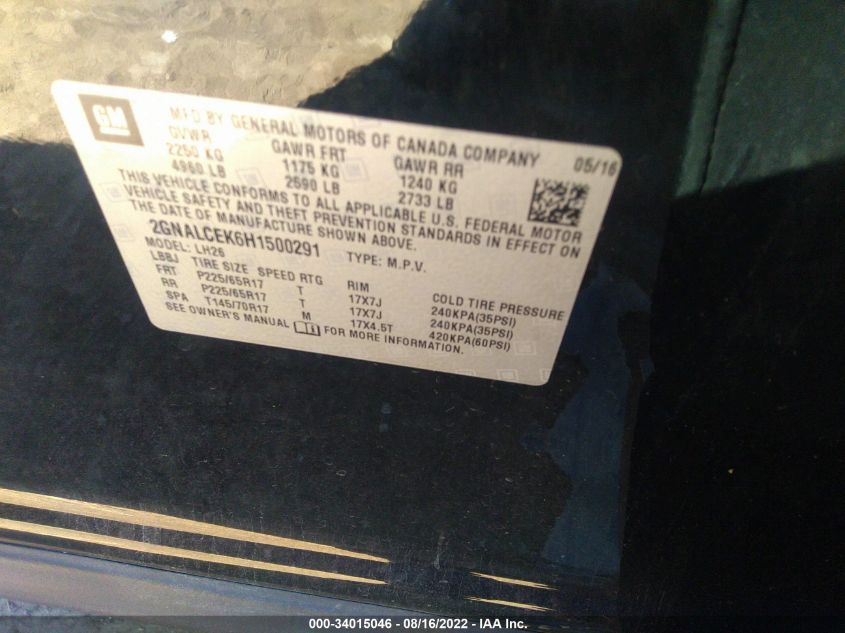 GM
MFD BY GENERAL MOTORS OF CANADA COMPANY 05/16
GVWR GAWR FRT GAWR RR
2250 KG 1175 KG 1240 KG
4960 LB 2590 LB 2733 LB
THIS VEHICLE CONFORMS TO ALL APPLICABLE U.S. FEDERAL MOTOR
VEHICLE SAFETY AND THEFT PREVENTION STANDARDS IN EFFECT ON
THE DATE OF MANUFACTURE SHOWN ABOVE.
2GNALCEK6H1500291 TYPE: M.P.V.
MODEL: LH26
LBBJ TIRE SIZE SPEED RTG RIM COLD TIRE PRESSURE
FRT P225/65R17 T 17X7J 240KPA(35PSI)
RR P225/65R17 T 17X7J 240KPA(35PSI)
SPA T145/70R17 M 17X4.5T 420KPA(60PSI)
SEE OWNER'S MANUAL FOR MORE INFORMATION.
000-34015046 - 08/16/2022 - IAA Inc.